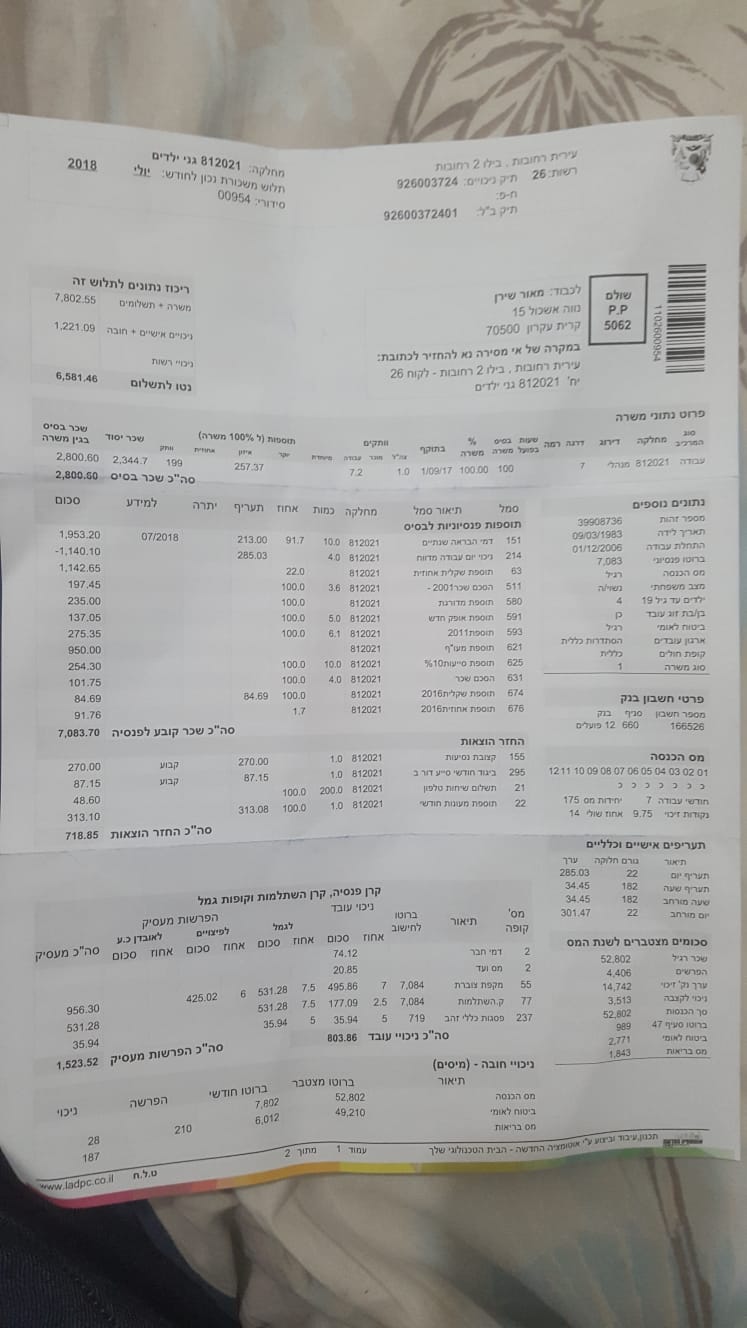 עירית רחובות , בילו 2 רחובות
רשות: 26 תיק ניכויים: 926003724
ח-פ:
תיק ב"ל: 92600372401
מחלקה: 812021 גני ילדים
תלוש משכורת נכון לחודש: יולי 2018
סידורי: 00954
שולם
P.P
5062
1102600954
לכבוד: מאור שירן
נווה אשכול 15
קרית עקרון 70500
במקרה של אי מסירה נא להחזיר לכתובת:
עירית רחובות , בילו 2 רחובות - לקוח 26
יח' 812021 גני ילדים
ריכוז נתונים לתלוש זה
משרה + תשלומים 7,802.55
ניכויים אישיים + חובה 1,221.09
ניכויי רשות
נטו לתשלום 6,581.46
פרוט נתוני משרה
סוג המרכיב מחלקה דירוג דרגה רמה שעות בפועל בסיס משרה % משרה בתוקף וותקים צה"ל מוכר עבודה מיוחדת תוספות (ל 100% משרה) יוקר איזון אחוזית וותק שכר יסוד שכר בסיס בגין משרה
עבודה 812021 מנהלי 7 100 100.00 1/09/17 1.0 7.2 257.37 199 2,344.7 2,800.60
סה"כ שכר בסיס 2,800.60
נתונים נוספים
מספר זהות 39908736
תאריך לידה 09/03/1983
התחלת עבודה 01/12/2006
ברוטו פנסיוני 7,083
מס הכנסה רגיל
מצב משפחתי נשוי/ה
ילדים עד גיל 19 4
בן/בת זוג עובד כן
ביטוח לאומי רגיל
ארגון עובדים הסתדרות כללית
קופת חולים כללית
סוג משרה 1
פרטי חשבון בנק
מספר חשבון סניף בנק
166526 660 12 פועלים
מס הכנסה
01 02 03 04 05 06 07 08 09 10 11 12
כ כ כ כ כ כ כ
חודשי עבודה 7 יחידות מס 175
נקודות זיכוי 9.75 אחוז שולי 14
תעריפים אישיים וכלליים
תיאור גורם חלוקה ערך
תעריף יום 22 285.03
תעריף שעה 182 34.45
שעה מורחב 182 34.45
יום מורחב 22 301.47
סכומים מצטברים לשנת המס
שכר רגיל 52,802
הפרשים 4,406
ערך נק' זיכוי 14,742
ניכוי לקצבה 3,513
סך הכנסות 52,802
ברוטו סעיף 47 989
ביטוח לאומי 2,771
מס בריאות 1,843
סמל תיאור סמל מחלקה כמות אחוז תעריף יתרה למידע סכום
תוספות פנסיוניות לבסיס
151 דמי הבראה שנתיים 812021 10.0 91.7 213.00 07/2018 1,953.20
214 ניכוי יום עבודה מדווח 812021 4.0 285.03 -1,140.10
63 תוספת שקלית אחוזית 812021 22.0 1,142.65
511 הסכם שכר2001 - 812021 3.6 100.0 197.45
580 תוספת מדורגת 812021 100.0 235.00
591 תוספת אופק חדש 812021 5.0 100.0 137.05
593 תוספת2011 812021 6.1 100.0 275.35
621 תוספת מעו"ף 812021 950.00
625 תוספת סייעות10% 812021 10.0 100.0 254.30
631 הסכם שכר 812021 4.0 100.0 101.75
674 תוספת שקלית2016 812021 100.0 84.69 84.69
676 תוספת אחוזית2016 812021 1.7 91.76
סה"כ שכר קובע לפנסיה 7,083.70
החזר הוצאות
155 קצובת נסיעות 812021 1.0 270.00 קבוע 270.00
295 ביגוד חודשי סייע דור ב 812021 1.0 87.15 קבוע 87.15
21 תשלום שיחות טלפון 812021 200.0 100.0 48.60
22 תוספת מעונות חודשי 812021 1.0 100.0 313.08 313.10
סה"כ החזר הוצאות 718.85
קרן פנסיה, קרן השתלמות וקופות גמל
מס' קופה תיאור ברוטו לחישוב ניכוי עובד אחוז סכום הפרשות מעסיק לגמל אחוז סכום לפיצויים אחוז סכום לאובדן כ.ע אחוז סכום סה"כ מעסיק
2 דמי חבר 74.12
2 מס ועד 20.85
55 מקפת צוברת 7,084 7 495.86 7.5 531.28 6 425.02 956.30
77 ק.השתלמות 7,084 2.5 177.09 7.5 531.28 531.28
237 פסגות כללי זהב 719 5 35.94 5 35.94 35.94
סה"כ ניכויי עובד 803.86 סה"כ הפרשות מעסיק 1,523.52
ניכויי חובה - (מיסים)
תיאור ברוטו מצטבר ברוטו חודשי הפרשה ניכוי
מס הכנסה 52,802 7,802
ביטוח לאומי 49,210 6,012 210 28
מס בריאות 187
תכנון,עיבוד וביצוע ע"י אוטומציה החדשה - הבית הטכנולוגי שלך
עמוד 1 מתוך 2
ט.ל.ח www.ladpc.co.il